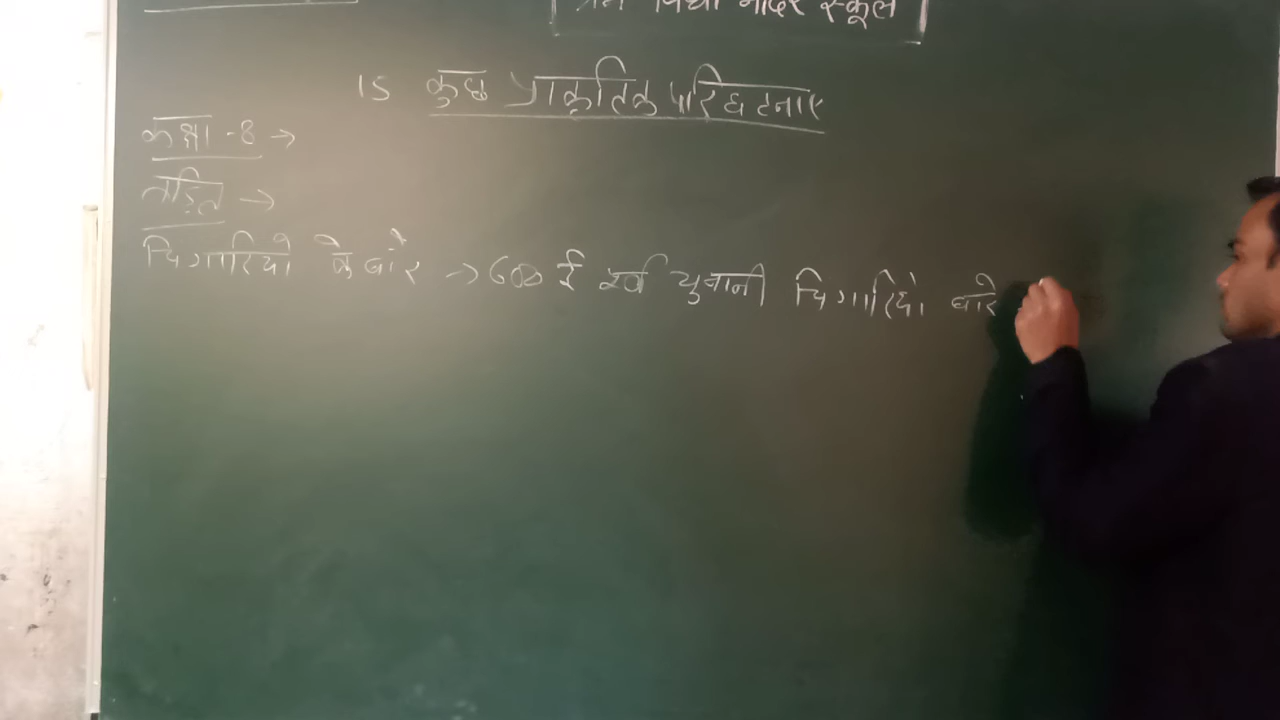 विद्या मंदिर स्कूल
15 कुछ प्राकृतिक परिघटनाए
कक्षा -8 →
तड़ित →
चिगारियो के बारे → 600 ई पूर्व युनानी चिगारियो बारे